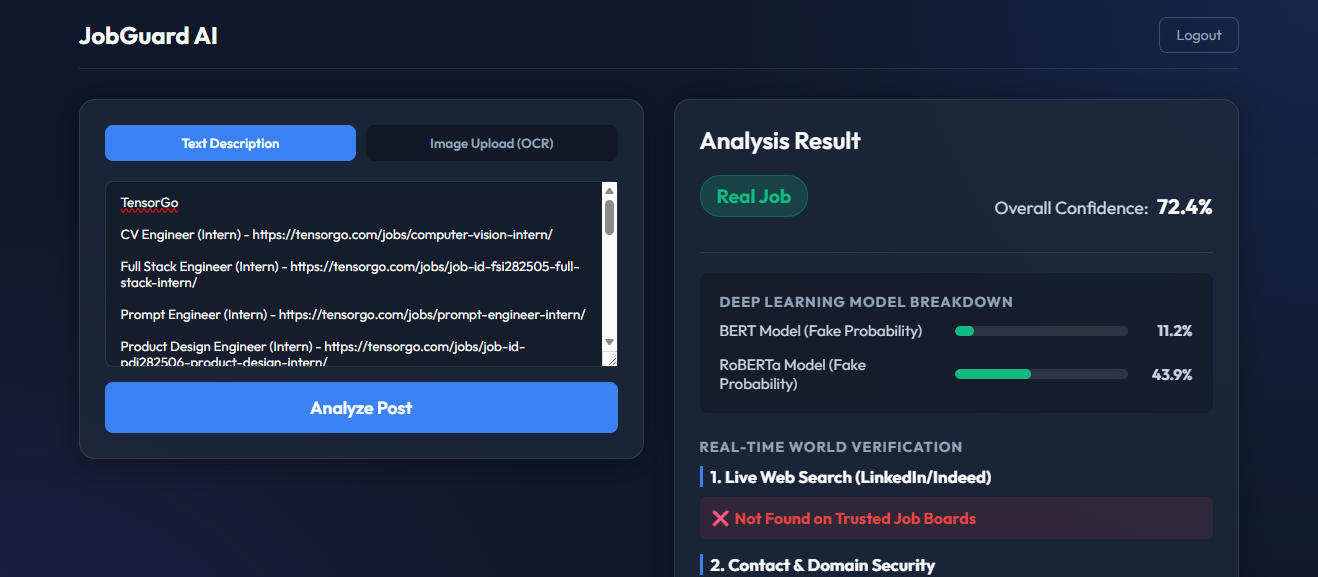 JobGuard AI
Logout
Text Description
Image Upload (OCR)
TensorGo
CV Engineer (Intern) - https://tensorgo.com/jobs/computer-vision-intern/
Full Stack Engineer (Intern) - https://tensorgo.com/jobs/job-id-fsi282505-full-
stack-intern/
Prompt Engineer (Intern) - https://tensorgo.com/jobs/prompt-engineer-intern/
Product Design Engineer (Intern) - https://tensorgo.com/jobs/job-id-
pdi282506-product-design-intern/
Analyze Post
Analysis Result
Real Job
Overall Confidence: 72.4%
DEEP LEARNING MODEL BREAKDOWN
BERT Model (Fake Probability) 11.2%
RoBERTa Model (Fake
Probability) 43.9%
REAL-TIME WORLD VERIFICATION
1. Live Web Search (LinkedIn/Indeed)
❌ Not Found on Trusted Job Boards
2. Contact & Domain Security